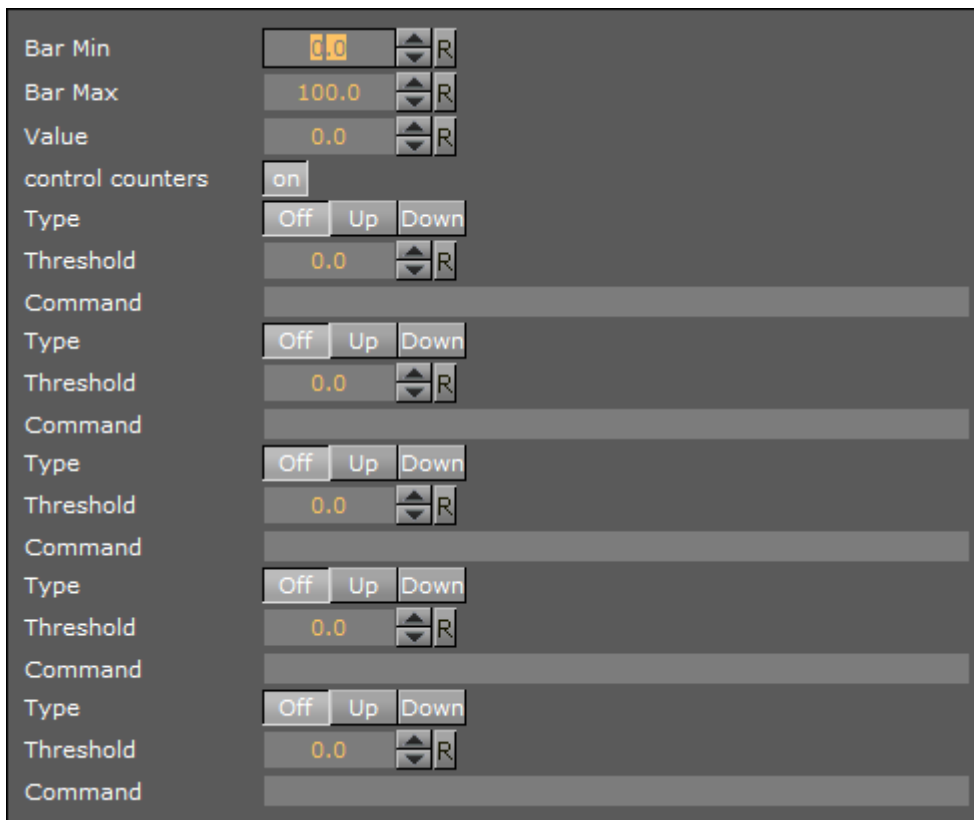 Bar Min 0.0 R
Bar Max 100.0 R
Value 0.0 R
control counters on
Type Off Up Down
Threshold 0.0 R
Command
Type Off Up Down
Threshold 0.0 R
Command
Type Off Up Down
Threshold 0.0 R
Command
Type Off Up Down
Threshold 0.0 R
Command
Type Off Up Down
Threshold 0.0 R
Command